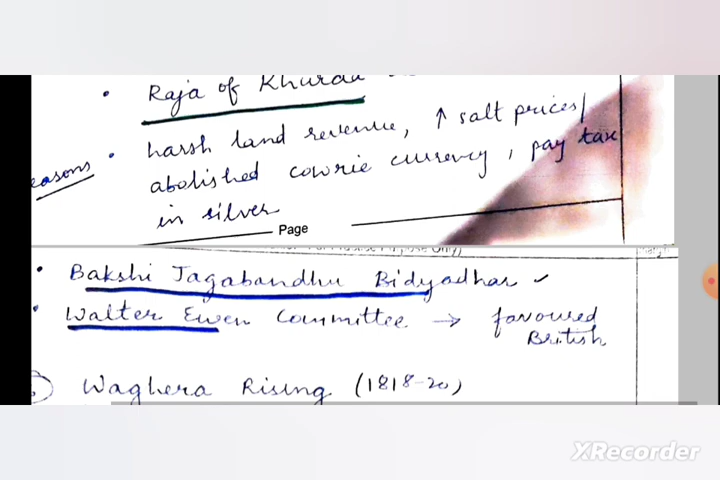 • Raja of Khurda
easons • harsh land revenue, ↑ salt prices/
abolished cowrie currency, pay tax
in silver
Page
• Bakshi Jagabandhu Bidyadhar ✓
• Walter Ewen Committee → favoured
British
Waghera Rising (1818-20)
XRecorder